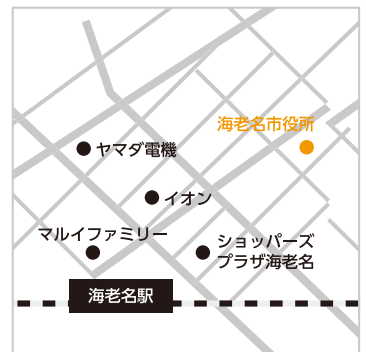 海老名市役所
ヤマダ電機
イオン
マルイファミリー
ショッパーズ
プラザ海老名
海老名駅